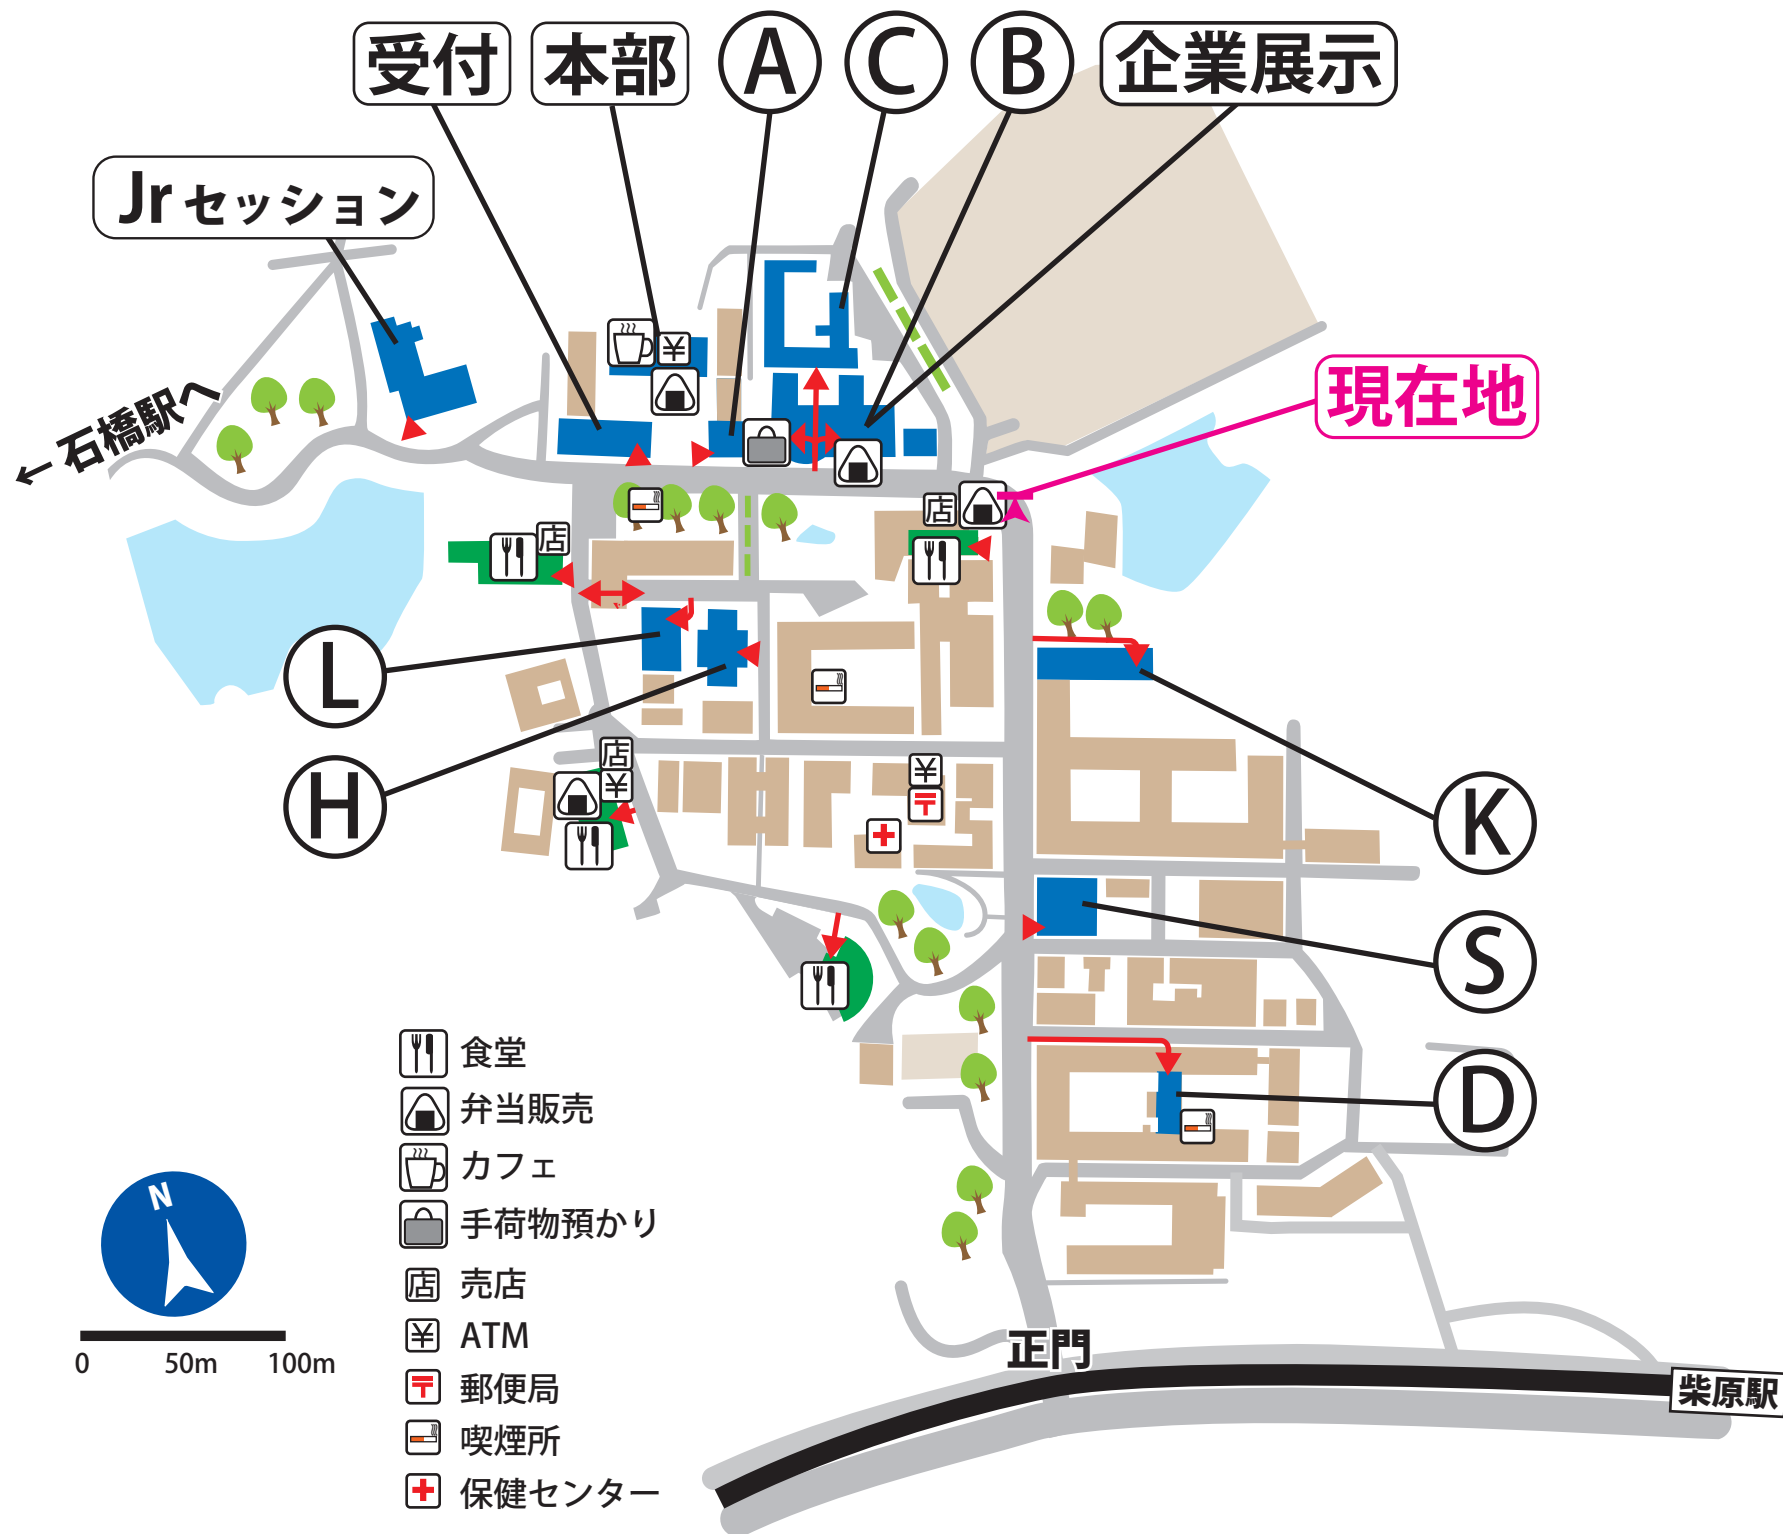 受付
本部
A
C
B
企業展示
Jr セッション
現在地
←石橋駅へ
¥
店
店
L
H
店
¥
¥
〒
K
S
D
食堂
弁当販売
カフェ
手荷物預かり
店 売店
¥ ATM
〒 郵便局
喫煙所
保健センター
N
0 50m 100m
正門
柴原駅